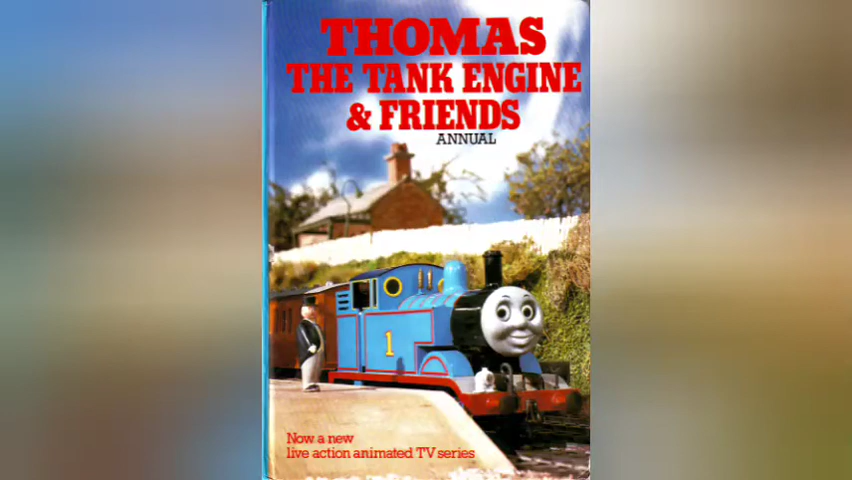 THOMAS
THE TANK ENGINE
& FRIENDS
ANNUAL
1
Now a new
live action animated TV series